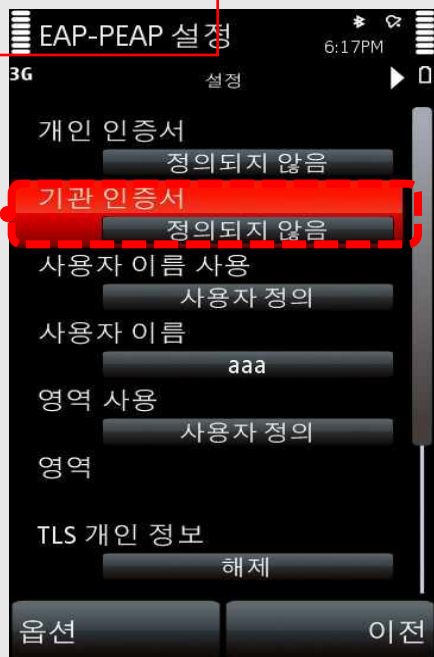 EAP-PEAP 설정
6:17PM
3G
설정
개인 인증서
정의되지 않음
기관 인증서
정의되지 않음
사용자 이름 사용
사용자 정의
사용자 이름
aaa
영역 사용
사용자 정의
영역
TLS 개인 정보
해제
옵션
이전